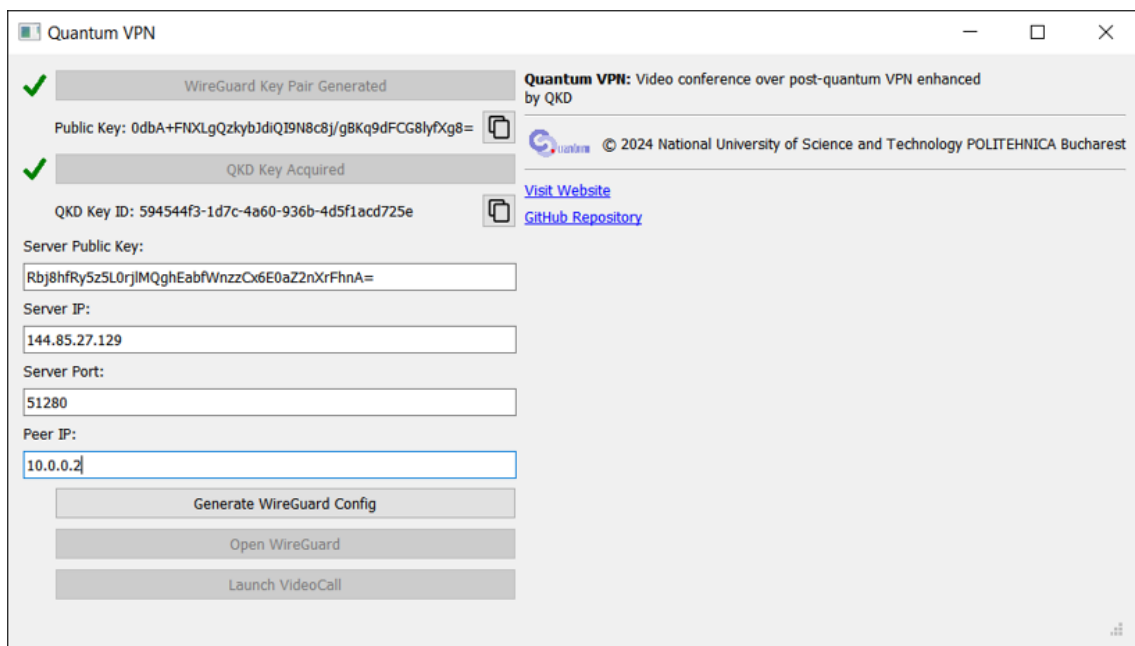 Quantum VPN
WireGuard Key Pair Generated
Public Key: 0dbA+FNXLgQzkybJdiQI9N8c8j/gBKq9dFCG8lyfXg8=
QKD Key Acquired
QKD Key ID: 594544f3-1d7c-4a60-936b-4d5f1acd725e
Server Public Key:
Rbj8hfRy5z5L0rjlMQghEabfWnzzCx6E0aZ2nXrFhnA=
Server IP:
144.85.27.129
Server Port:
51280
Peer IP:
10.0.0.2
Generate WireGuard Config
Open WireGuard
Launch VideoCall
Quantum VPN: Video conference over post-quantum VPN enhanced
by QKD
© 2024 National University of Science and Technology POLITEHNICA Bucharest
Visit Website
GitHub Repository